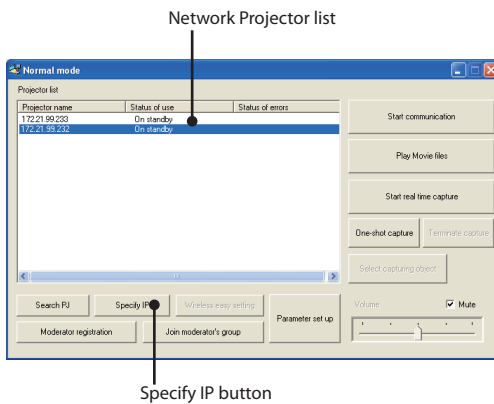 Network Projector list
Normal mode
Projector list
Projector name Status of use Status of errors
172.21.99.233 On standby
172.21.99.232 On standby
Start communication
Play Movie files
Start real time capture
One-shot capture Terminate capture
Select capturing object
Search PJ Specify IP Wireless easy setting Parameter set up Volume Mute
Moderator registration Join moderator's group
Specify IP button